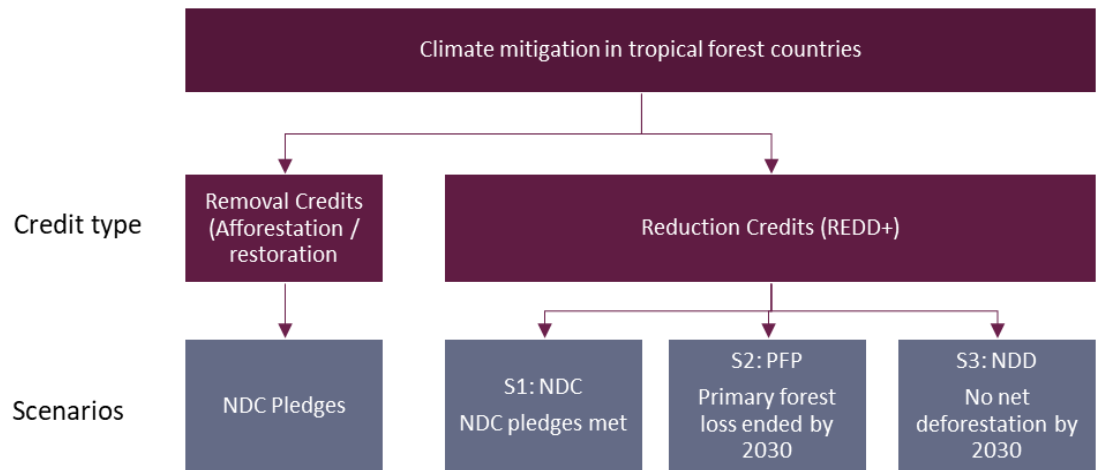 Climate mitigation in tropical forest countries
Credit type
Removal Credits
(Afforestation /
restoration
Reduction Credits (REDD+)
Scenarios
NDC Pledges
S1: NDC
NDC pledges met
S2: PFP
Primary forest
loss ended by
2030
S3: NDD
No net
deforestation by
2030